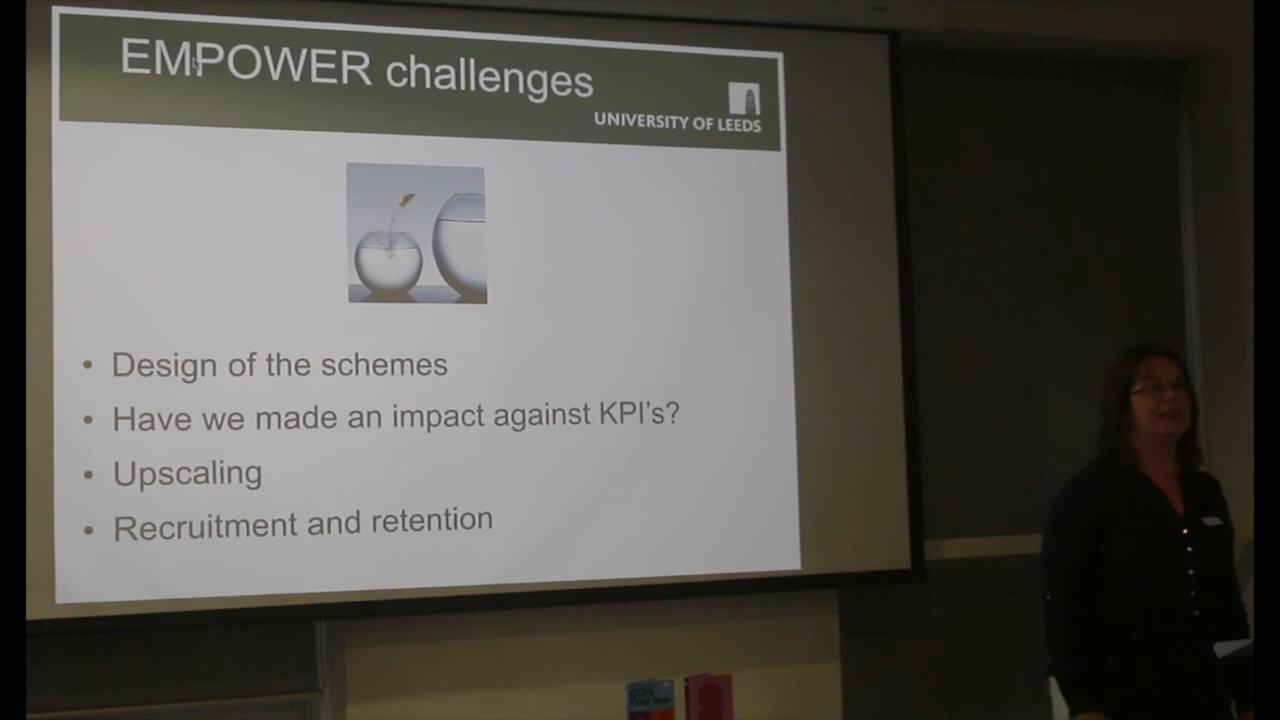 EMPOWER challenges
UNIVERSITY OF LEEDS
• Design of the schemes
• Have we made an impact against KPI's?
• Upscaling
• Recruitment and retention